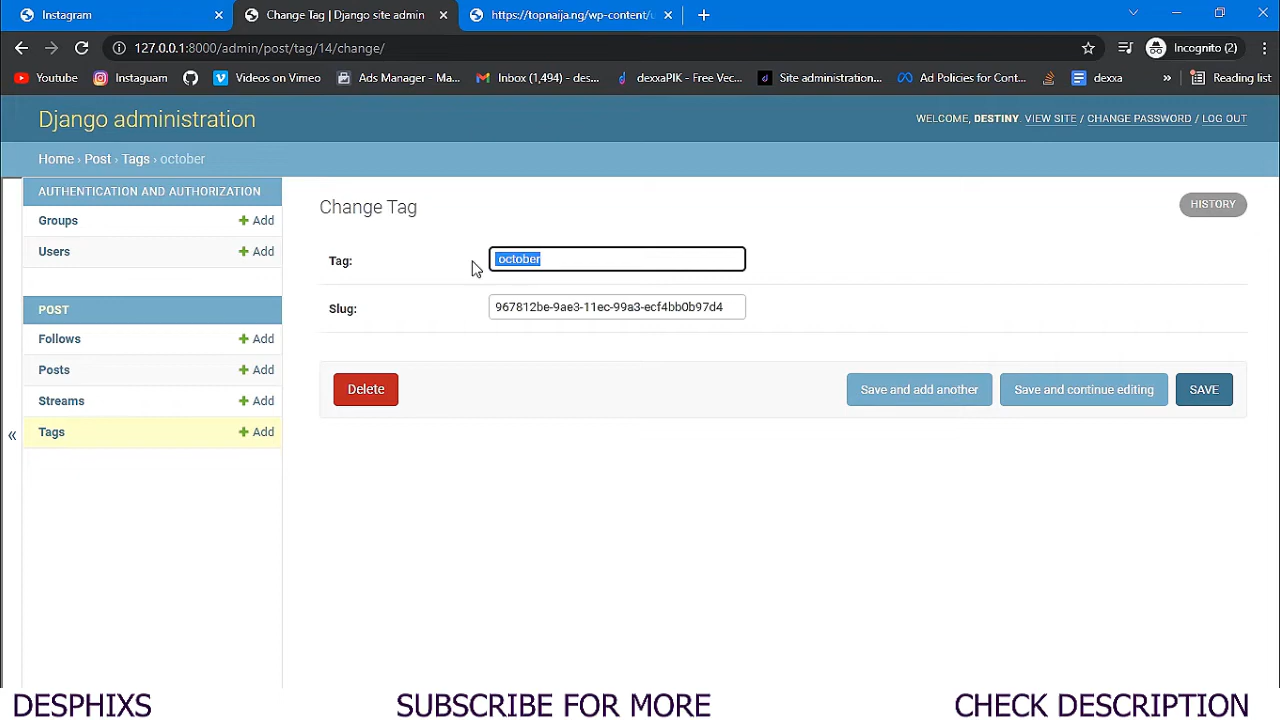 Instagram
Change Tag | Django site admin
https://topnaija.ng/wp-content/u
127.0.0.1:8000/admin/post/tag/14/change/
Incognito (2)
Youtube
Instaguam
Videos on Vimeo
Ads Manager - Ma...
Inbox (1,494) - des...
dexxaPIK - Free Vec...
Site administration...
Ad Policies for Cont...
dexxa
»
Reading list
Django administration
WELCOME, DESTINY. VIEW SITE / CHANGE PASSWORD / LOG OUT
Home › Post › Tags › october
AUTHENTICATION AND AUTHORIZATION
Groups + Add
Users + Add
POST
Follows + Add
Posts + Add
Streams + Add
Tags + Add
«
Change Tag
HISTORY
Tag: october
Slug: 967812be-9ae3-11ec-99a3-ecf4bb0b97d4
Delete
Save and add another
Save and continue editing
SAVE
DESPHIXS
SUBSCRIBE FOR MORE
CHECK DESCRIPTION